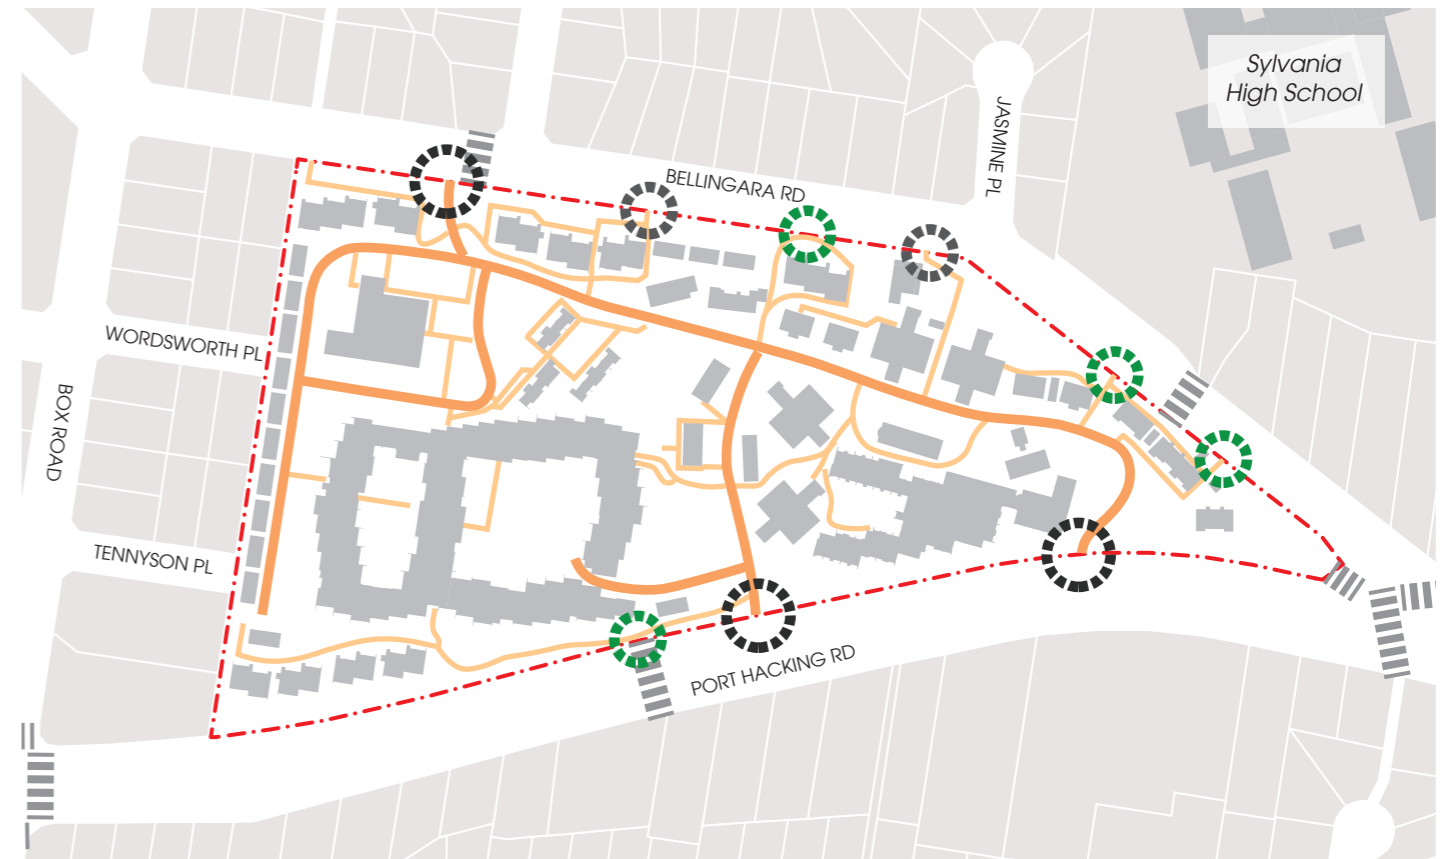 Sylvania
High School
JASMINE PL
BELLINGARA RD
WORDSWORTH PL
BOX ROAD
TENNYSON PL
PORT HACKING RD